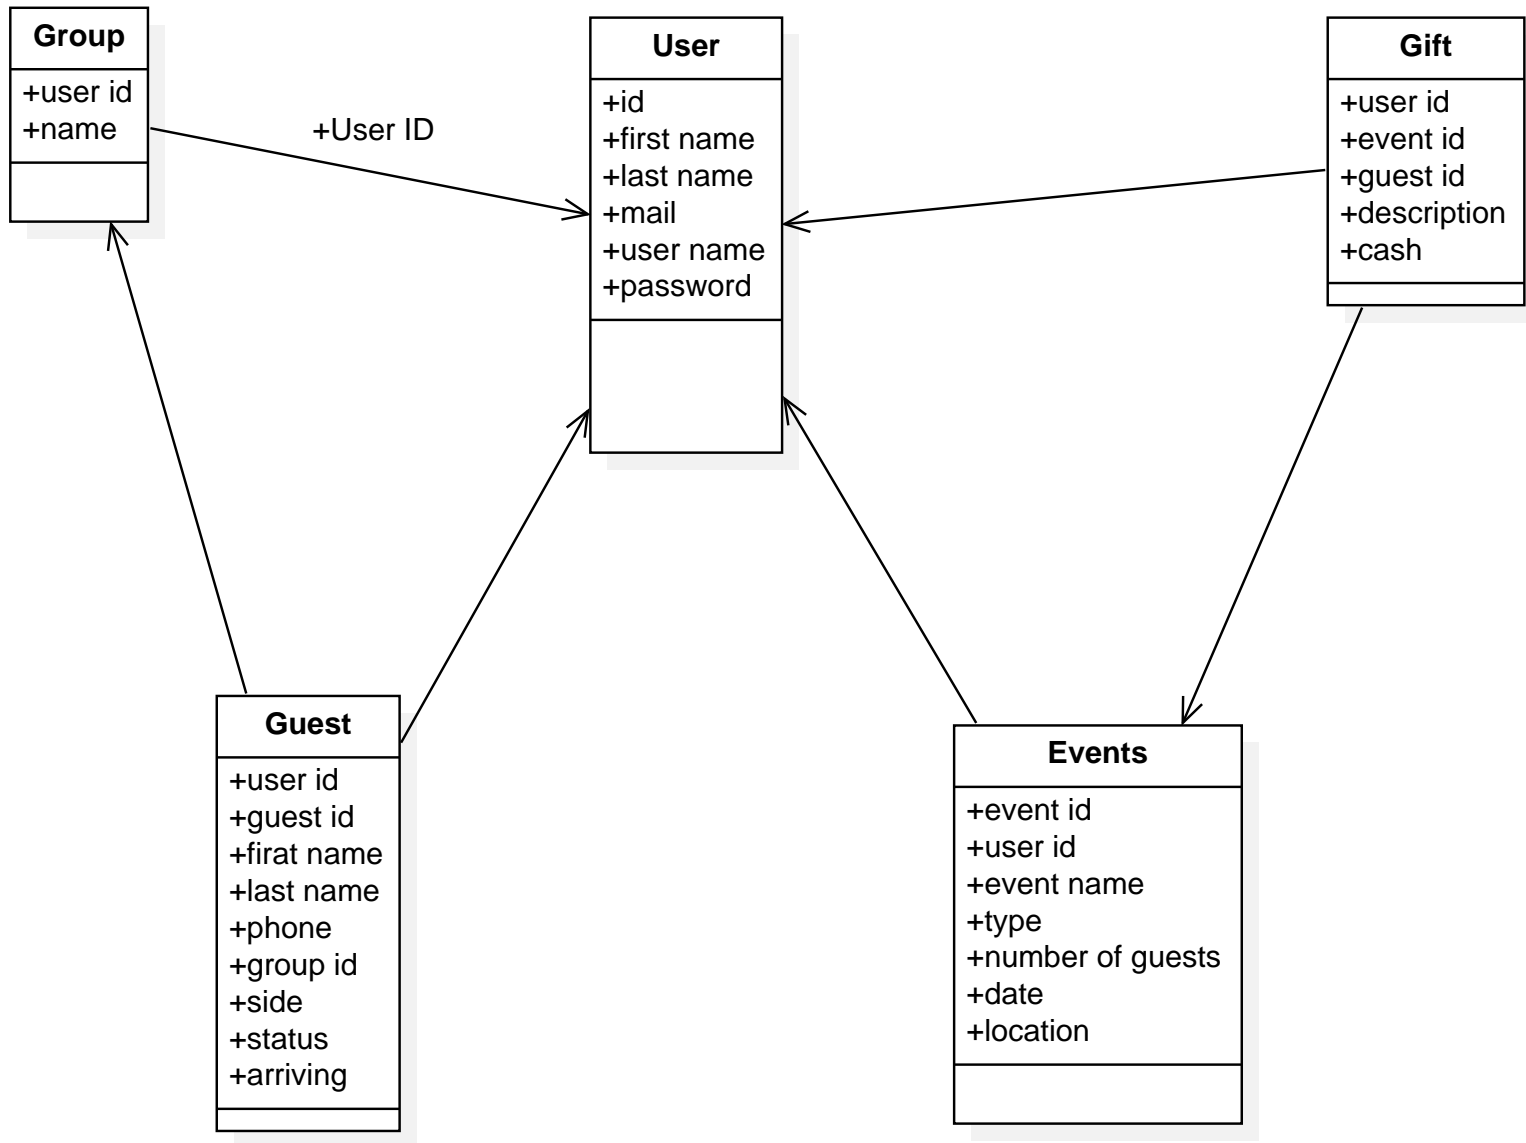 Group
+user id
+name
+User ID
User
+id
+first name
+last name
+mail
+user name
+password
Gift
+user id
+event id
+guest id
+description
+cash
Guest
+user id
+guest id
+firat name
+last name
+phone
+group id
+side
+status
+arriving
Events
+event id
+user id
+event name
+type
+number of guests
+date
+location